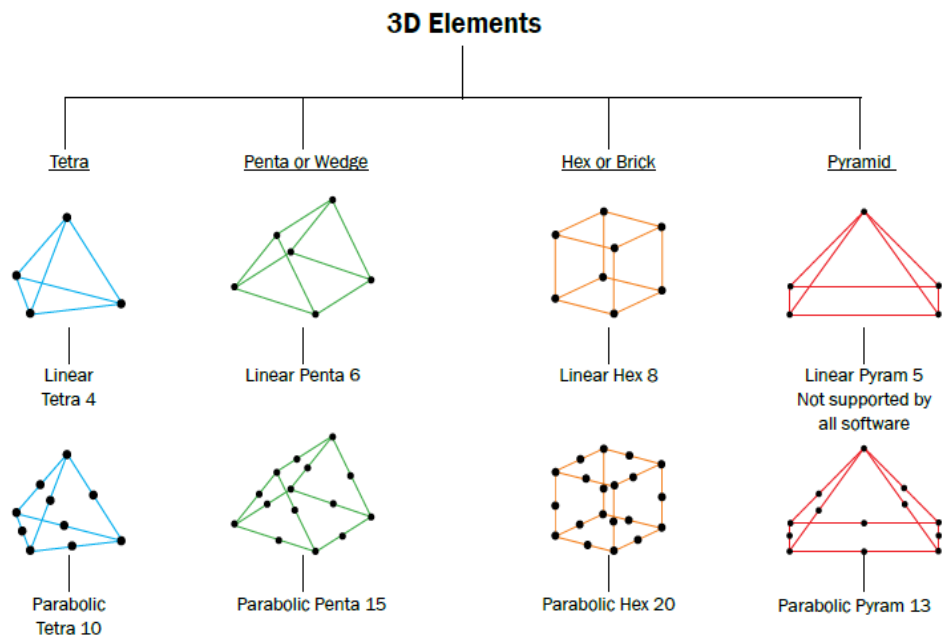 3D Elements
Tetra
Penta or Wedge
Hex or Brick
Pyramid
Linear
Tetra 4
Linear Penta 6
Linear Hex 8
Linear Pyram 5
Not supported by
all software
Parabolic
Tetra 10
Parabolic Penta 15
Parabolic Hex 20
Parabolic Pyram 13